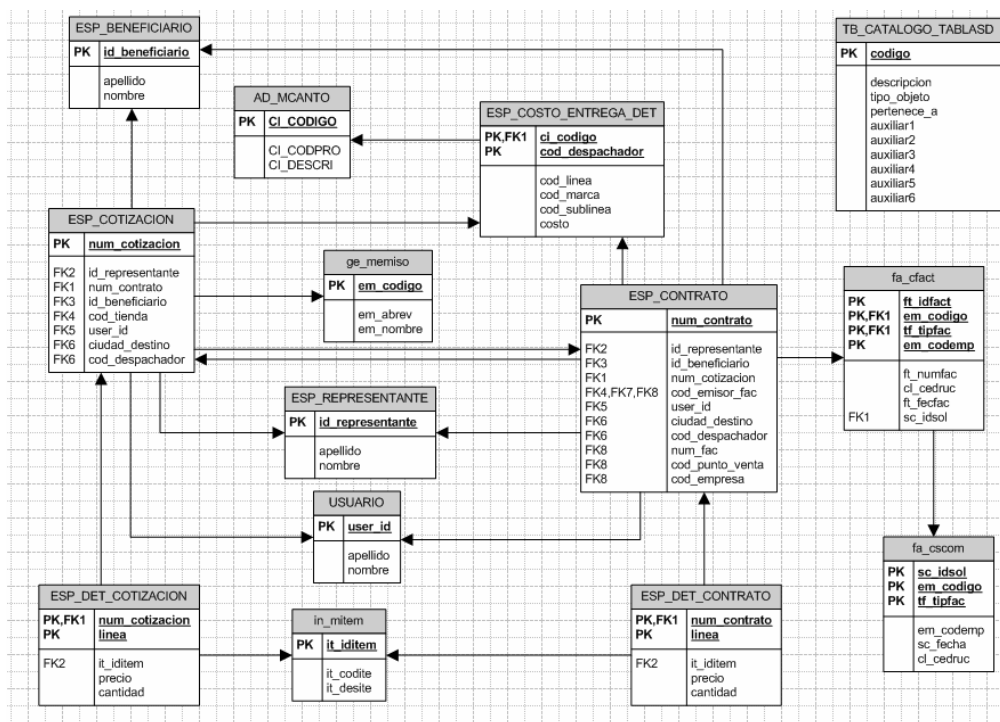 ESP_BENEFICIARIO
PK id_beneficiario
apellido
nombre
TB_CATALOGO_TABLASD
PK codigo
descripcion
tipo_objeto
pertenece_a
auxiliar1
auxiliar2
auxiliar3
auxiliar4
auxiliar5
auxiliar6
AD_MCANTO
PK CI_CODIGO
CI_CODPRO
CI_DESCRI
ESP_COSTO_ENTREGA_DET
PK,FK1 ci_codigo
PK cod_despachador
cod_linea
cod_marca
cod_sublinea
costo
ESP_COTIZACION
PK num_cotizacion
FK2 id_representante
FK1 num_contrato
FK3 id_beneficiario
FK4 cod_tienda
FK5 user_id
FK6 ciudad_destino
FK6 cod_despachador
ge_memiso
PK em_codigo
em_abrev
em_nombre
ESP_CONTRATO
PK num_contrato
FK2 id_representante
FK3 id_beneficiario
FK1 num_cotizacion
FK4,FK7,FK8 cod_emisor_fac
FK5 user_id
FK6 ciudad_destino
FK6 cod_despachador
FK8 num_fac
FK8 cod_punto_venta
FK8 cod_empresa
fa_cfact
PK ft_idfact
PK,FK1 em_codigo
PK,FK1 tf_tipfac
PK em_codemp
ft_numfac
cl_cedruc
ft_fecfac
FK1 sc_idsol
ESP_REPRESENTANTE
PK id_representante
apellido
nombre
USUARIO
PK user_id
apellido
nombre
fa_cscom
PK sc_idsol
PK em_codigo
PK tf_tipfac
em_codemp
sc_fecha
cl_cedruc
ESP_DET_COTIZACION
PK,FK1 num_cotizacion
PK linea
FK2 it_iditem
precio
cantidad
in_mitem
PK it_iditem
it_codite
it_desite
ESP_DET_CONTRATO
PK,FK1 num_contrato
PK linea
FK2 it_iditem
precio
cantidad